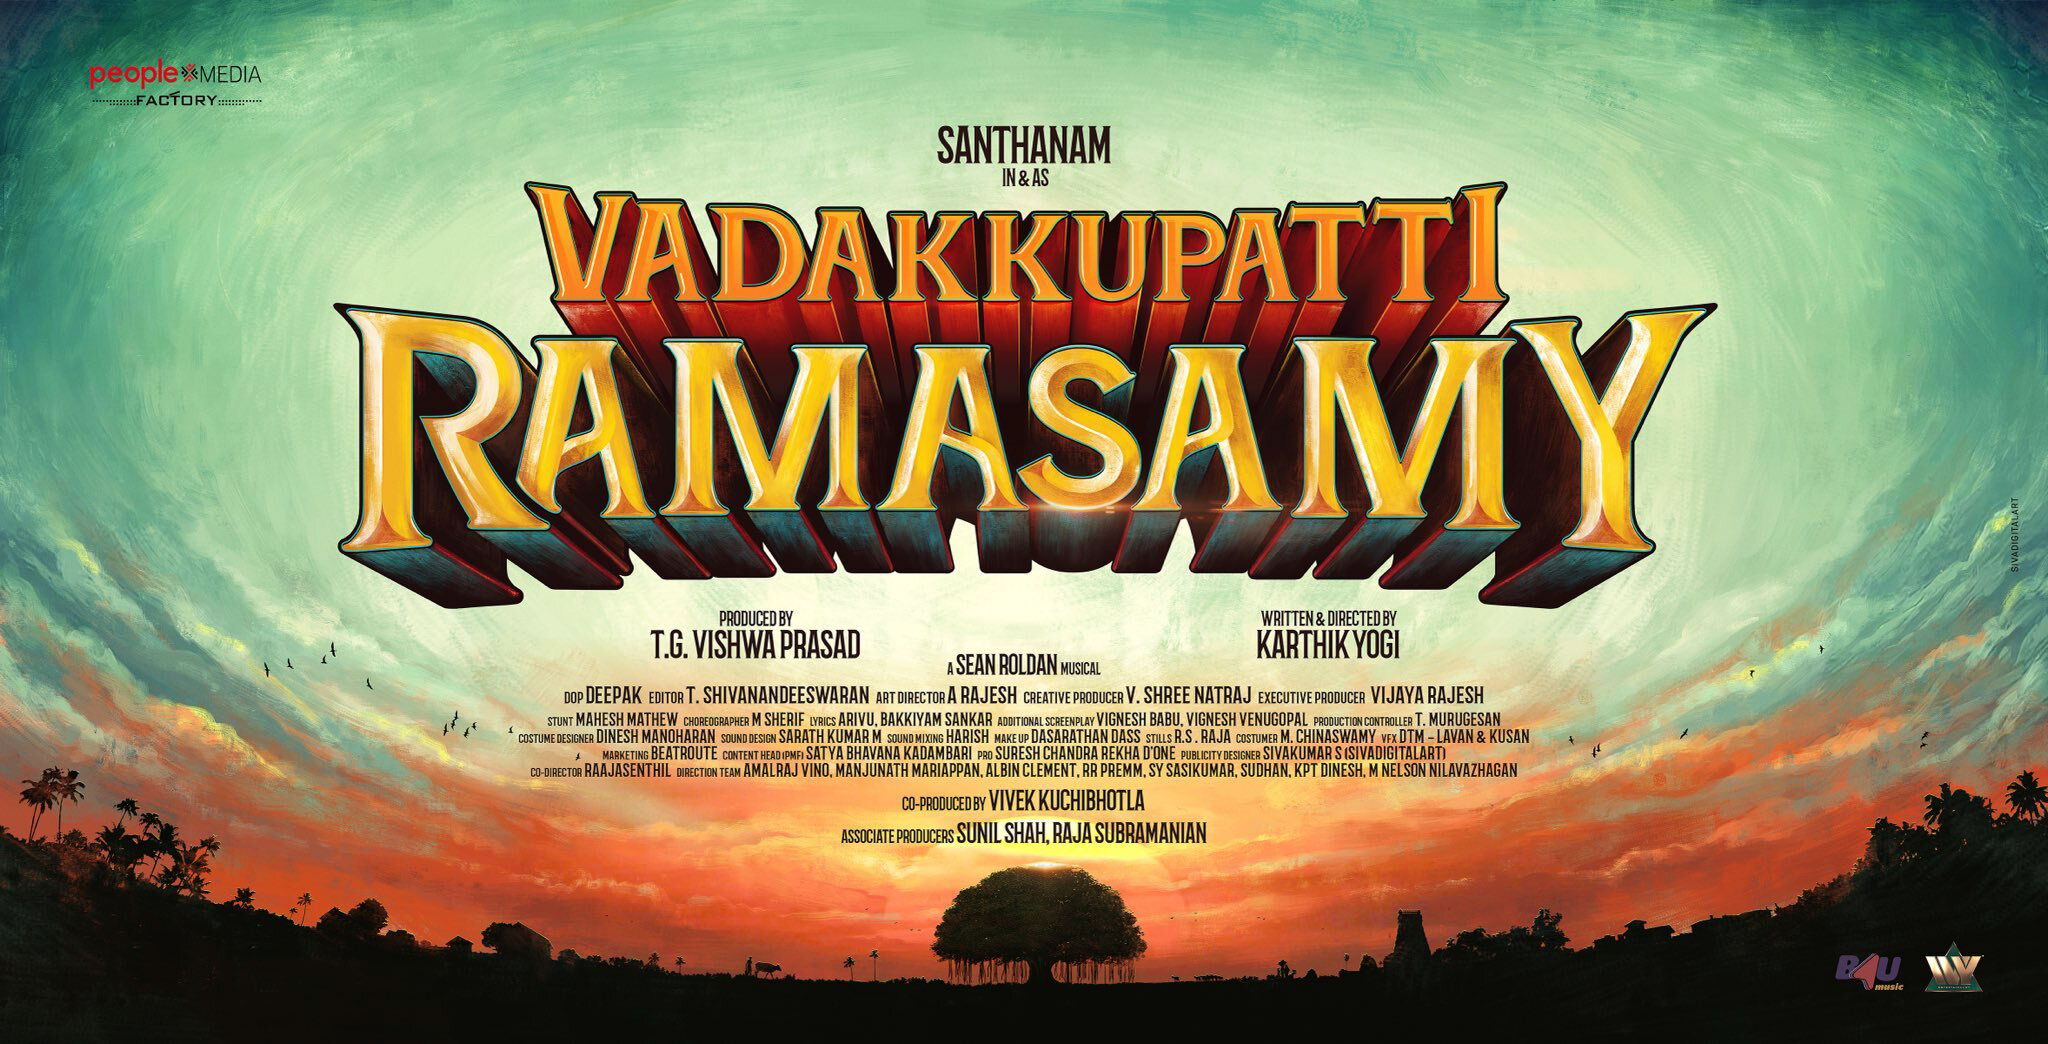 people MEDIA
FACTORY
SANTHANAM
IN & AS
VADAKKUPATTI
RAMASAMY
PRODUCED BY
T.G. VISHWA PRASAD
WRITTEN & DIRECTED BY
KARTHIK YOGI
A SEAN ROLDAN MUSICAL
DOP DEEPAK EDITOR T. SHIVANANDEESWARAN ART DIRECTOR A RAJESH CREATIVE PRODUCER V. SHREE NATRAJ EXECUTIVE PRODUCER VIJAYA RAJESH
STUNT MAHESH MATHEW CHOREOGRAPHER M SHERIF LYRICS ARIVU, BAKKIYAM SANKAR ADDITIONAL SCREENPLAY VIGNESH BABU, VIGNESH VENUGOPAL PRODUCTION CONTROLLER T. MURUGESAN
COSTUME DESIGNER DINESH MANOHARAN SOUND DESIGN SARATH KUMAR M SOUND MIXING HARISH MAKE UP DASARATHAN DASS STILLS R.S. RAJA COSTUMER M. CHINASWAMY VFX DTM - LAVAN & KUSAN
MARKETING BEATROUTE CONTENT HEAD (PMF) SATYA BHAVANA KADAMBARI PRO SURESH CHANDRA REKHA D'ONE PUBLICITY DESIGNER SIVAKUMAR S (SIVADIGITALART)
CO-DIRECTOR RAAJASENTHIL DIRECTION TEAM AMALRAJ VINO, MANJUNATH MARIAPPAN, ALBIN CLEMENT, RR PREMM, SY SASIKUMAR, SUDHAN, KPT DINESH, M NELSON NILAVAZHAGAN
CO-PRODUCED BY VIVEK KUCHIBHOTLA
ASSOCIATE PRODUCERS SUNIL SHAH, RAJA SUBRAMANIAN
SIVADIGITALART
B4U
music